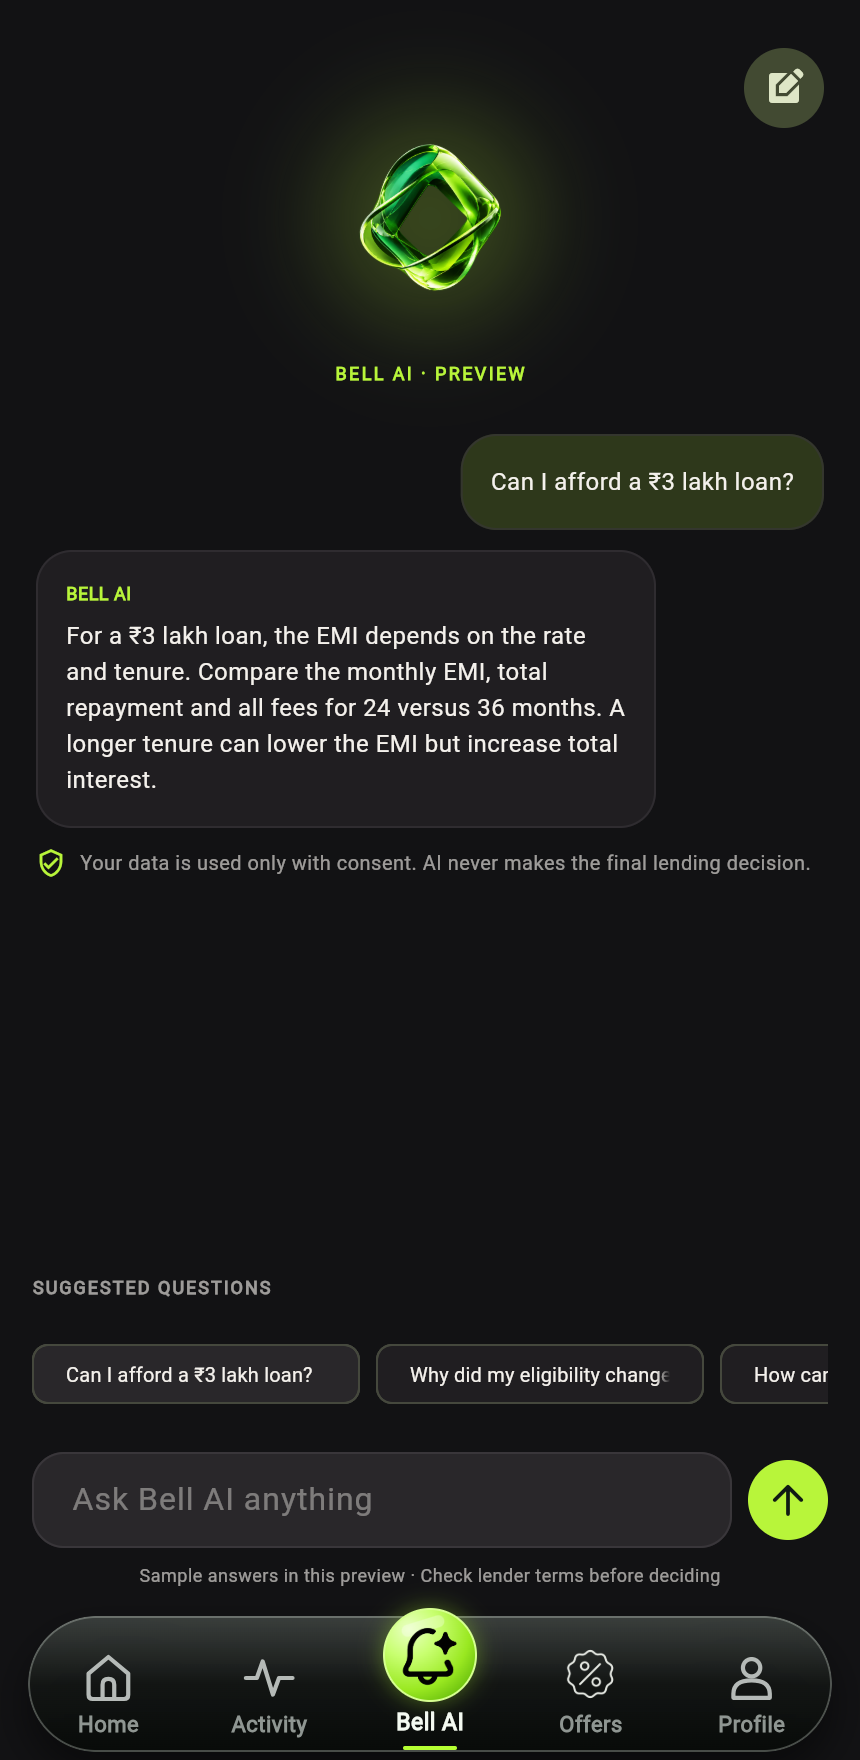 BELL AI · PREVIEW
Can I afford a ₹3 lakh loan?
BELL AI
For a ₹3 lakh loan, the EMI depends on the rate
and tenure. Compare the monthly EMI, total
repayment and all fees for 24 versus 36 months. A
longer tenure can lower the EMI but increase total
interest.
Your data is used only with consent. AI never makes the final lending decision.
SUGGESTED QUESTIONS
Can I afford a ₹3 lakh loan?
Why did my eligibility change
How can
Ask Bell AI anything
Sample answers in this preview · Check lender terms before deciding
Home
Activity
Bell AI
Offers
Profile